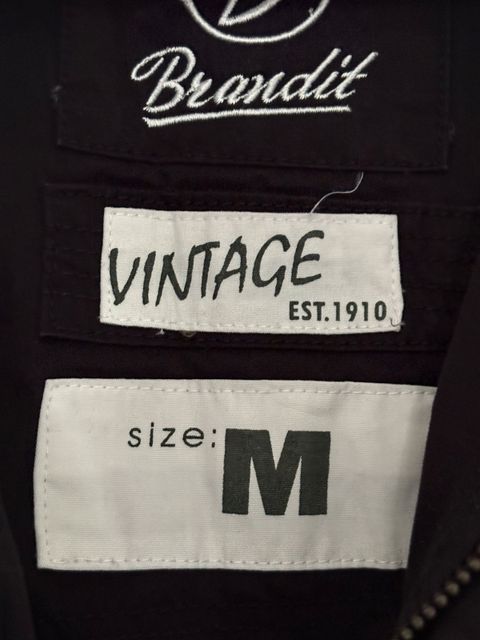 Brandit
VINTAGE
EST.1910
size: M